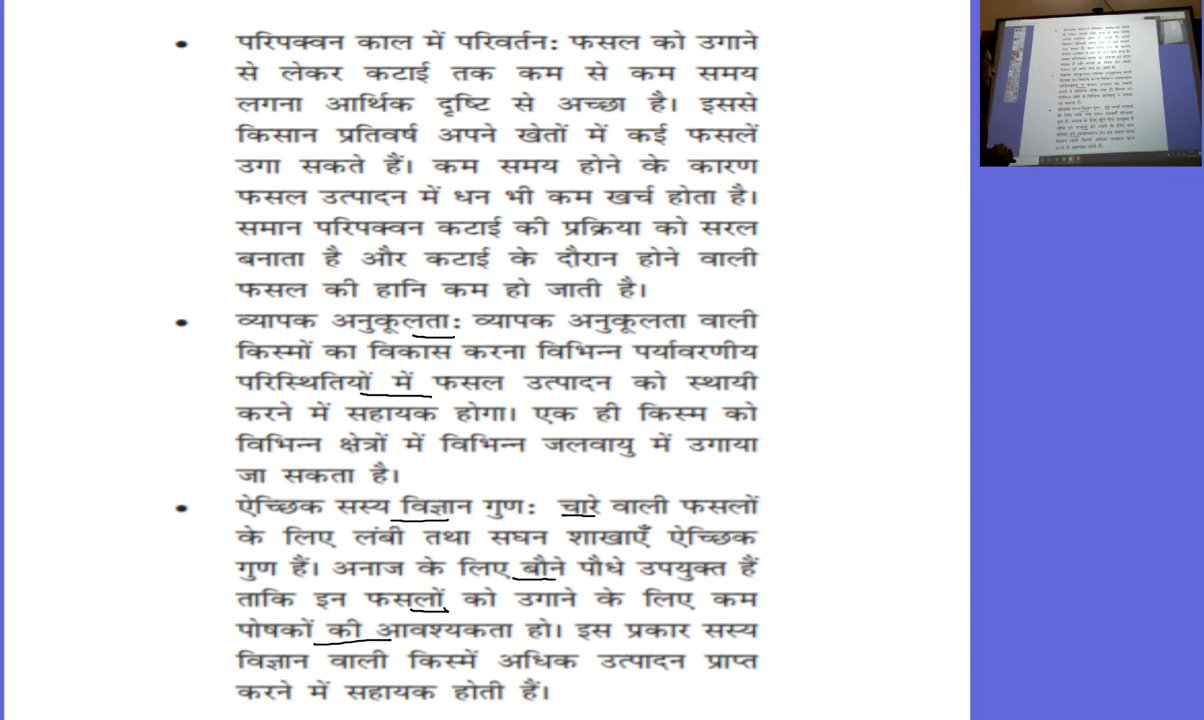 • परिपक्वन काल में परिवर्तन: फसल को उगाने
से लेकर कटाई तक कम से कम समय
लगना आर्थिक दृष्टि से अच्छा है। इससे
किसान प्रतिवर्ष अपने खेतों में कई फसलें
उगा सकते हैं। कम समय होने के कारण
फसल उत्पादन में धन भी कम खर्च होता है।
समान परिपक्वन कटाई की प्रक्रिया को सरल
बनाता है और कटाई के दौरान होने वाली
फसल की हानि कम हो जाती है।
• व्यापक अनुकूलता: व्यापक अनुकूलता वाली
किस्मों का विकास करना विभिन्न पर्यावरणीय
परिस्थितियों में फसल उत्पादन को स्थायी
करने में सहायक होगा। एक ही किस्म को
विभिन्न क्षेत्रों में विभिन्न जलवायु में उगाया
जा सकता है।
• ऐच्छिक सस्य विज्ञान गुण: चारे वाली फसलों
के लिए लंबी तथा सघन शाखाएँ ऐच्छिक
गुण हैं। अनाज के लिए बौने पौधे उपयुक्त हैं
ताकि इन फसलों को उगाने के लिए कम
पोषकों की आवश्यकता हो। इस प्रकार सस्य
विज्ञान वाली किस्में अधिक उत्पादन प्राप्त
करने में सहायक होती हैं।